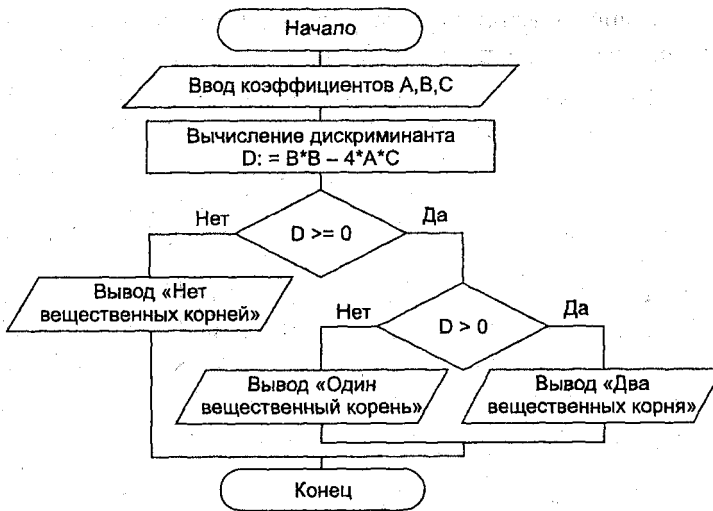 Начало
Ввод коэффициентов A,B,C
Вычисление дискриминанта
D: = B*B – 4*A*C
Нет
D >= 0
Да
Вывод «Нет
вещественных корней»
Нет
D > 0
Да
Вывод «Один
вещественный корень»
Вывод «Два
вещественных корня»
Конец